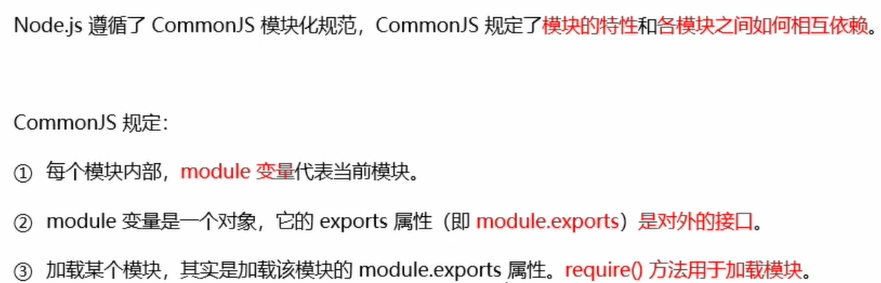 Node.js 遵循了 CommonJS 模块化规范，CommonJS 规定了模块的特性和各模块之间如何相互依赖。
CommonJS 规定：
① 每个模块内部，module 变量代表当前模块。
② module 变量是一个对象，它的 exports 属性（即 module.exports）是对外的接口。
③ 加载某个模块，其实是加载该模块的 module.exports 属性。require() 方法用于加载模块。